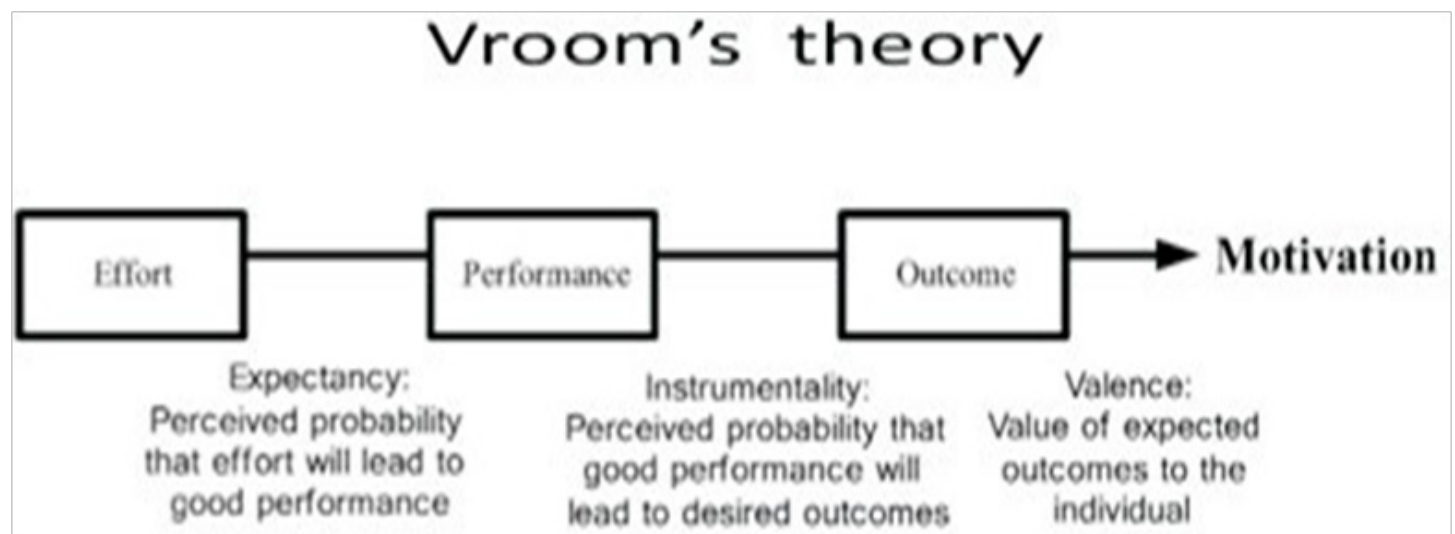 Vroom’s theory
Effort
Performance
Outcome
Motivation
Expectancy:
Perceived probability
that effort will lead to
good performance
Instrumentality:
Perceived probability that
good performance will
lead to desired outcomes
Valence:
Value of expected
outcomes to the
individual